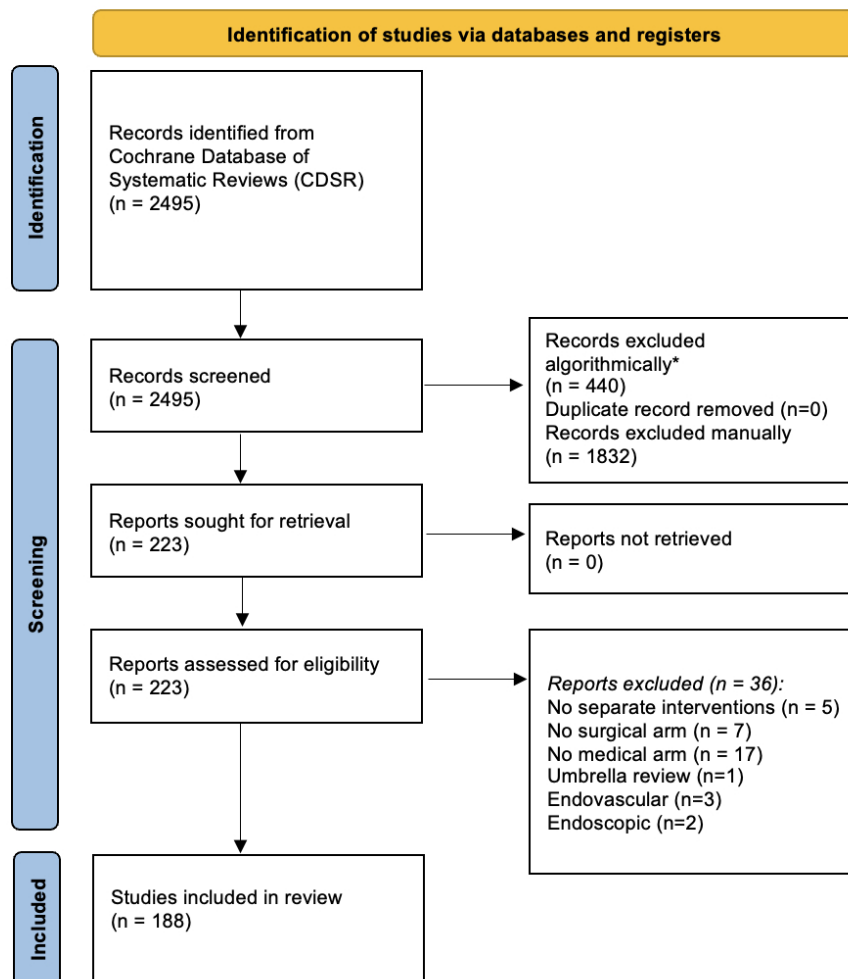 Identification of studies via databases and registers
Identification
Records identified from
Cochrane Database of
Systematic Reviews (CDSR)
(n = 2495)
Screening
Records screened
(n = 2495)
Records excluded
algorithmically*
(n = 440)
Duplicate record removed (n=0)
Records excluded manually
(n = 1832)
Reports sought for retrieval
(n = 223)
Reports not retrieved
(n = 0)
Reports assessed for eligibility
(n = 223)
Reports excluded (n = 36):
No separate interventions (n = 5)
No surgical arm (n = 7)
No medical arm (n = 17)
Umbrella review (n=1)
Endovascular (n=3)
Endoscopic (n=2)
Included
Studies included in review
(n = 188)